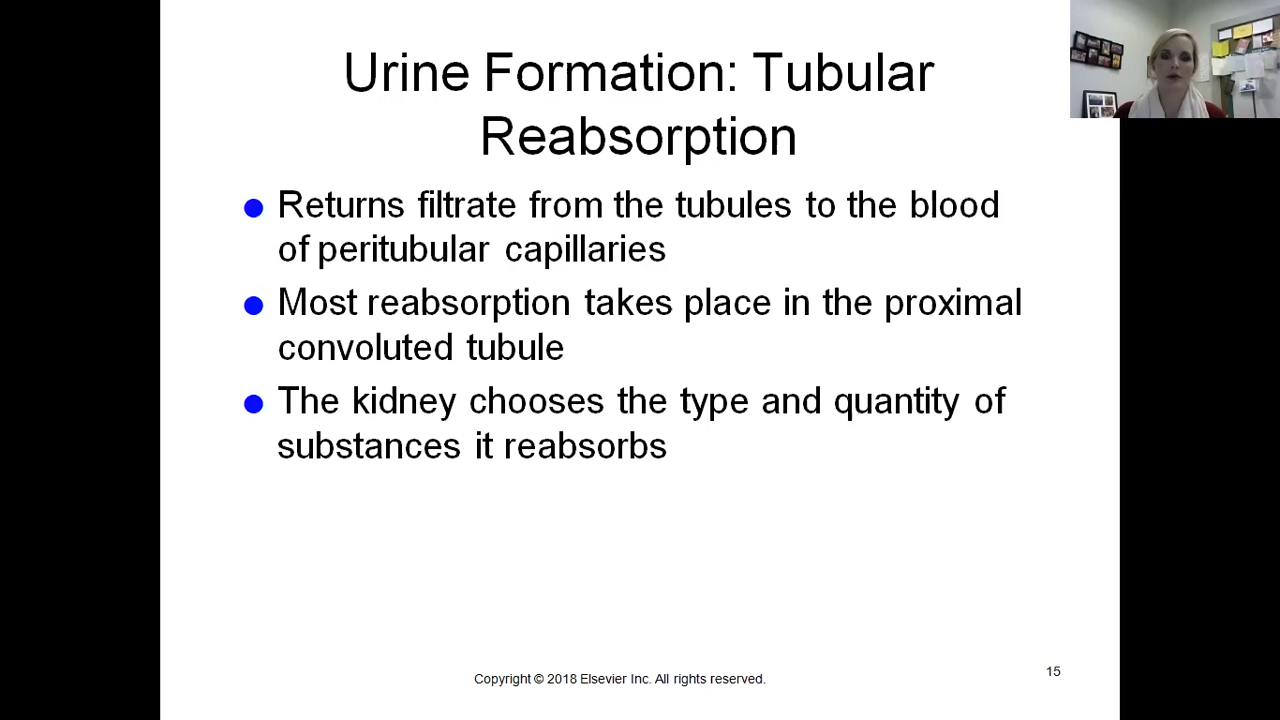 Urine Formation: Tubular
Reabsorption
● Returns filtrate from the tubules to the blood
of peritubular capillaries
● Most reabsorption takes place in the proximal
convoluted tubule
● The kidney chooses the type and quantity of
substances it reabsorbs
Copyright © 2018 Elsevier Inc. All rights reserved.
15